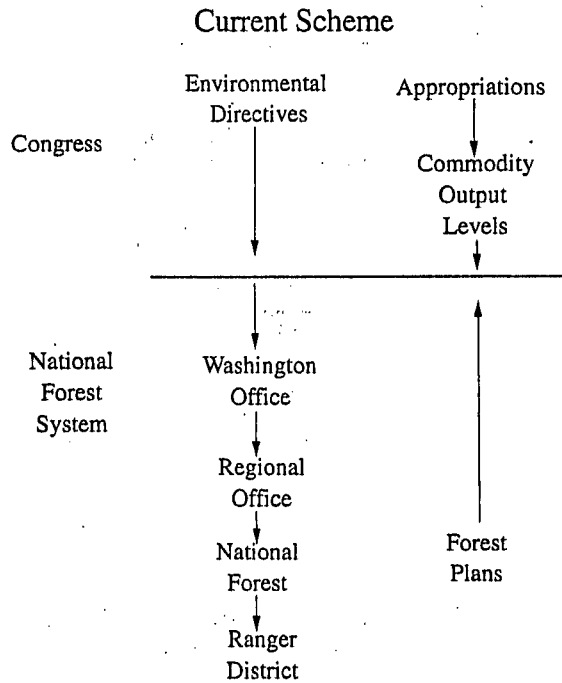 Current Scheme
Environmental
Directives
Appropriations
Congress
Commodity
Output
Levels
National
Forest
System
Washington
Office
Regional
Office
National
Forest
Forest
Plans
Ranger
District